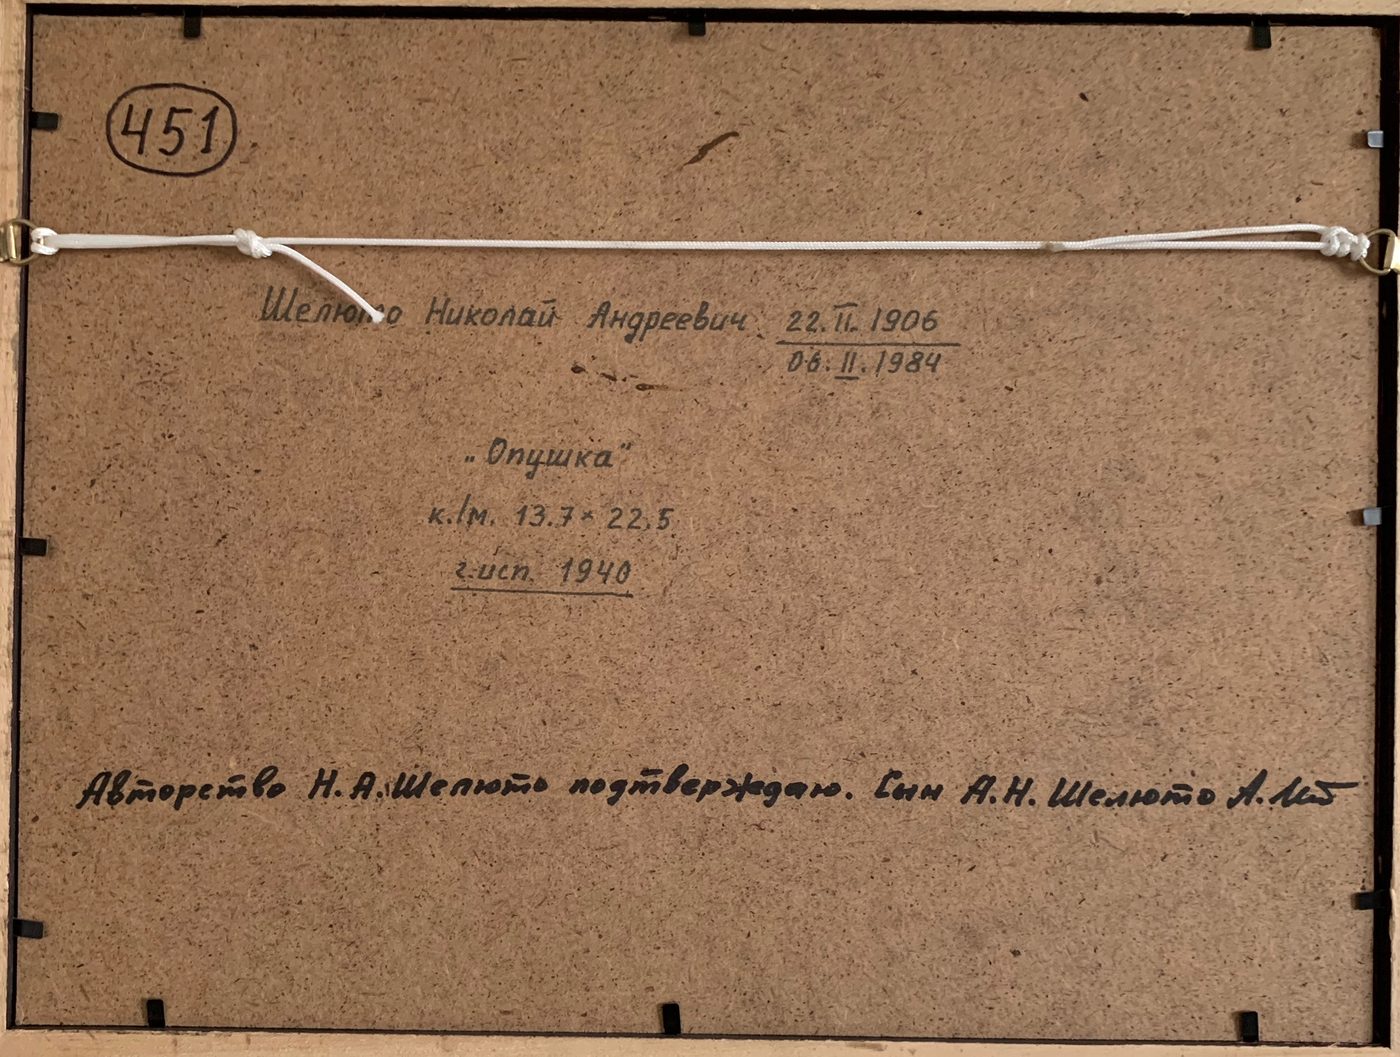 451
Шелюто Николай Андреевич 22.II.1906
06.II.1984
„Опушка"
к./м. 13.7 × 22.5
г.исп. 1940
Авторство Н.А.Шелюто подтверждаю. Сын А.Н. Шелюто